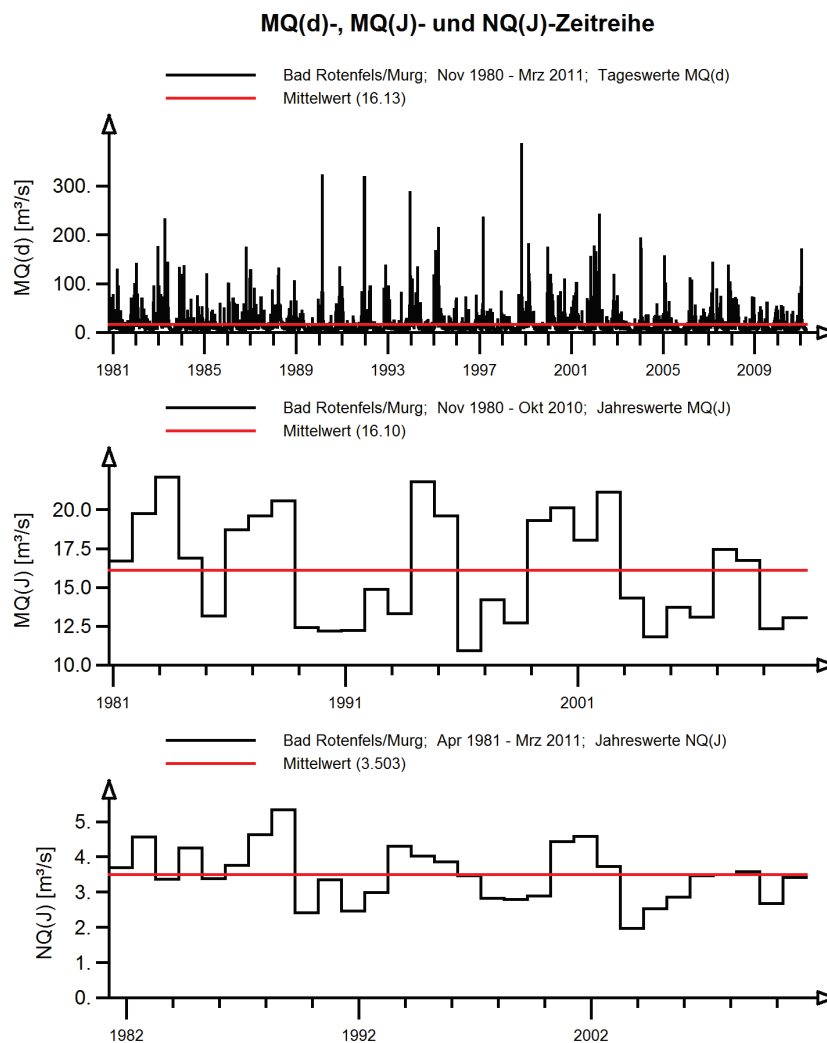 MQ(d)-, MQ(J)- und NQ(J)-Zeitreihe
Bad Rotenfels/Murg; Nov 1980 - Mrz 2011; Tageswerte MQ(d)
Mittelwert (16.13)
MQ(d) [m³/s]
300.
200.
100.
0.
1981 1985 1989 1993 1997 2001 2005 2009
Bad Rotenfels/Murg; Nov 1980 - Okt 2010; Jahreswerte MQ(J)
Mittelwert (16.10)
MQ(J) [m³/s]
20.0
17.5
15.0
12.5
10.0
1981 1991 2001
Bad Rotenfels/Murg; Apr 1981 - Mrz 2011; Jahreswerte NQ(J)
Mittelwert (3.503)
NQ(J) [m³/s]
5.
4.
3.
2.
1.
0.
1982 1992 2002